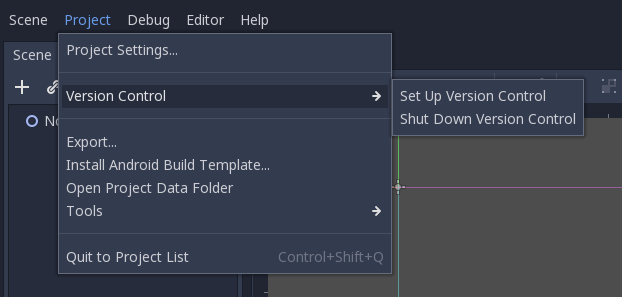 Scene Project Debug Editor Help
Scene
Project Settings...
Version Control
Set Up Version Control
Shut Down Version Control
Export...
Install Android Build Template...
Open Project Data Folder
Tools
Quit to Project List Control+Shift+Q